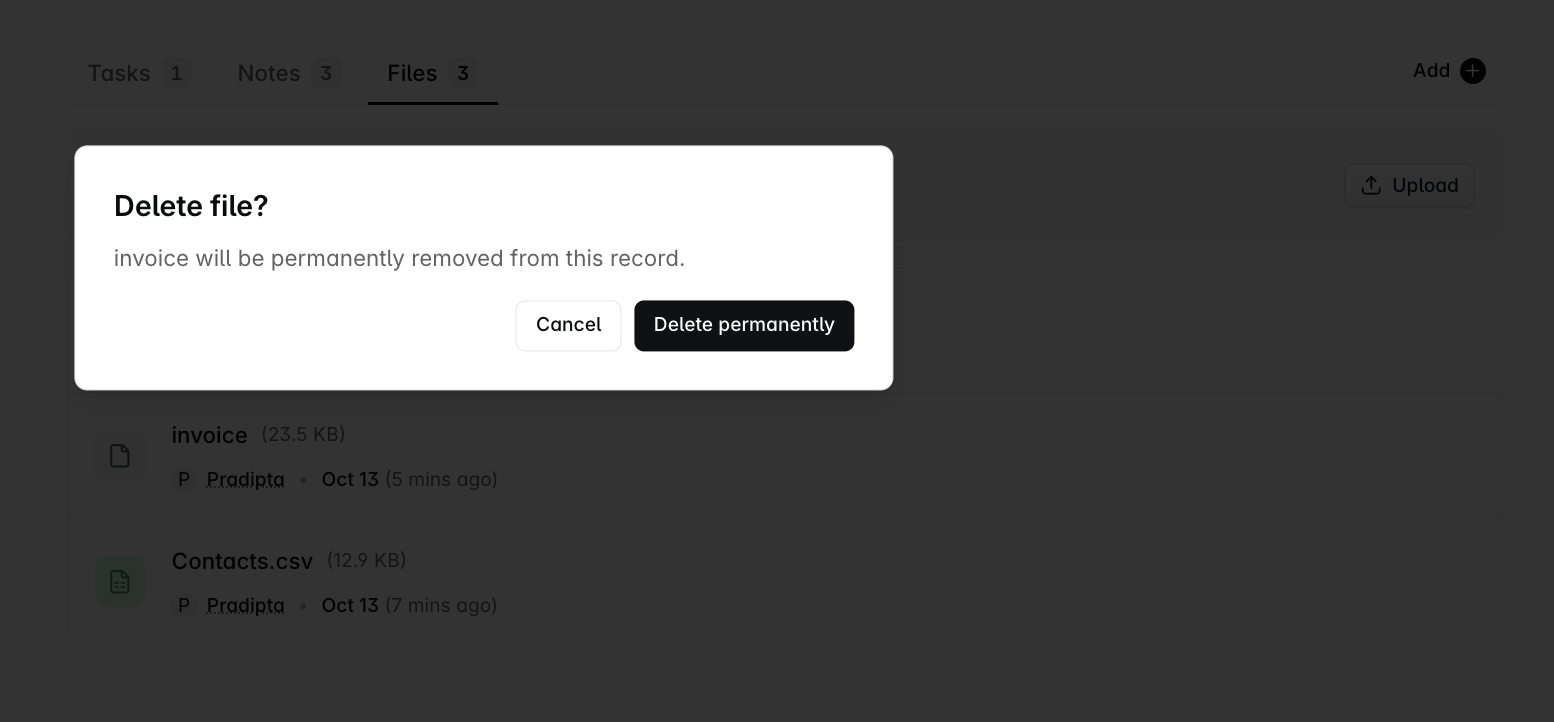 Tasks 1 Notes 3 Files 3 Add
Upload
Delete file?
invoice will be permanently removed from this record.
Cancel Delete permanently
invoice (23.5 KB)
P Pradipta • Oct 13 (5 mins ago)
Contacts.csv (12.9 KB)
P Pradipta • Oct 13 (7 mins ago)